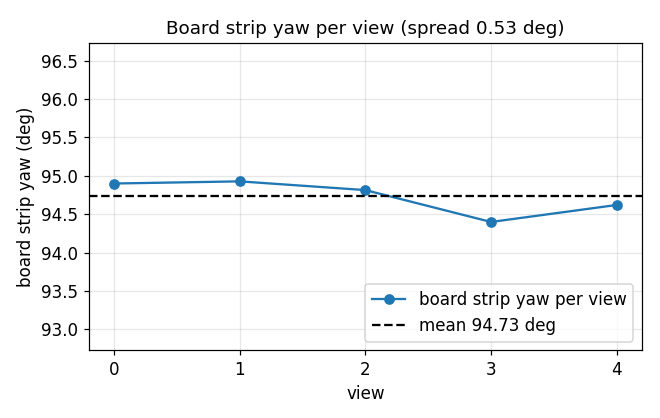 Board strip yaw per view (spread 0.53 deg)
board strip yaw (deg)
96.5
96.0
95.5
95.0
94.5
94.0
93.5
93.0
board strip yaw per view
mean 94.73 deg
0 1 2 3 4
view